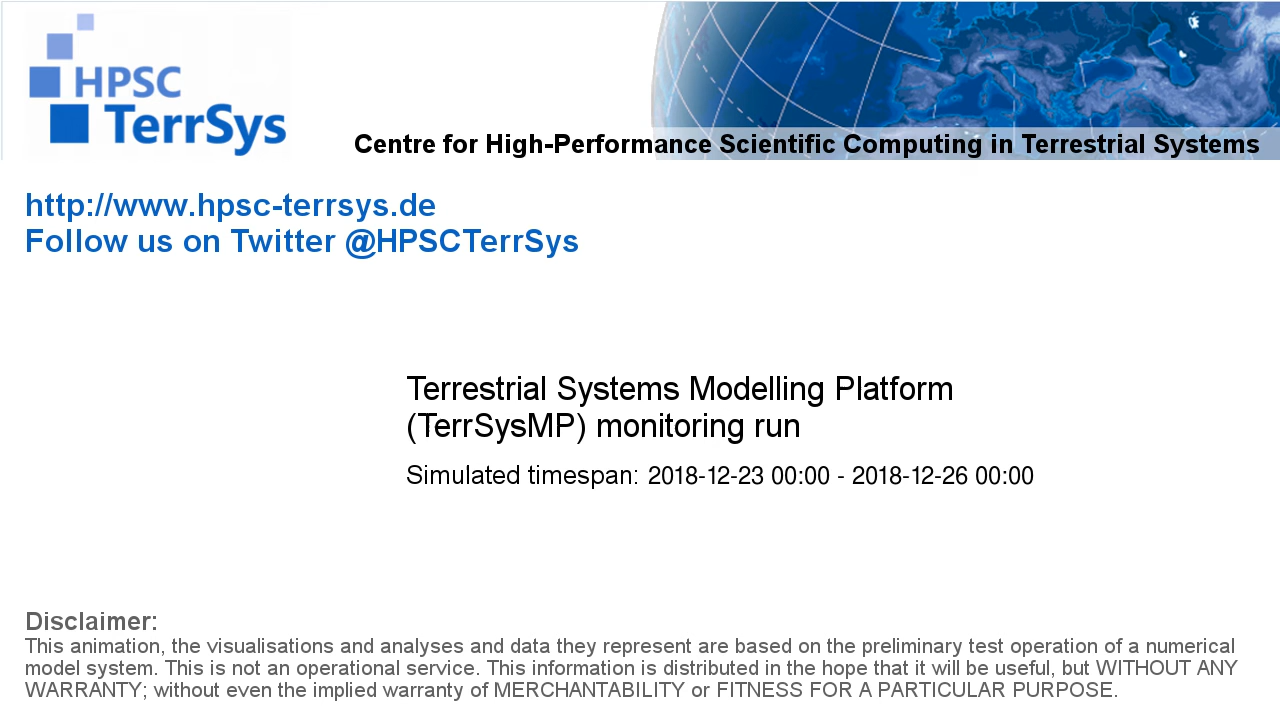 HPSC
TerrSys
Centre for High-Performance Scientific Computing in Terrestrial Systems
http://www.hpsc-terrsys.de
Follow us on Twitter @HPSCTerrSys
Terrestrial Systems Modelling Platform
(TerrSysMP) monitoring run
Simulated timespan: 2018-12-23 00:00 - 2018-12-26 00:00
Disclaimer:
This animation, the visualisations and analyses and data they represent are based on the preliminary test operation of a numerical
model system. This is not an operational service. This information is distributed in the hope that it will be useful, but WITHOUT ANY
WARRANTY; without even the implied warranty of MERCHANTABILITY or FITNESS FOR A PARTICULAR PURPOSE.